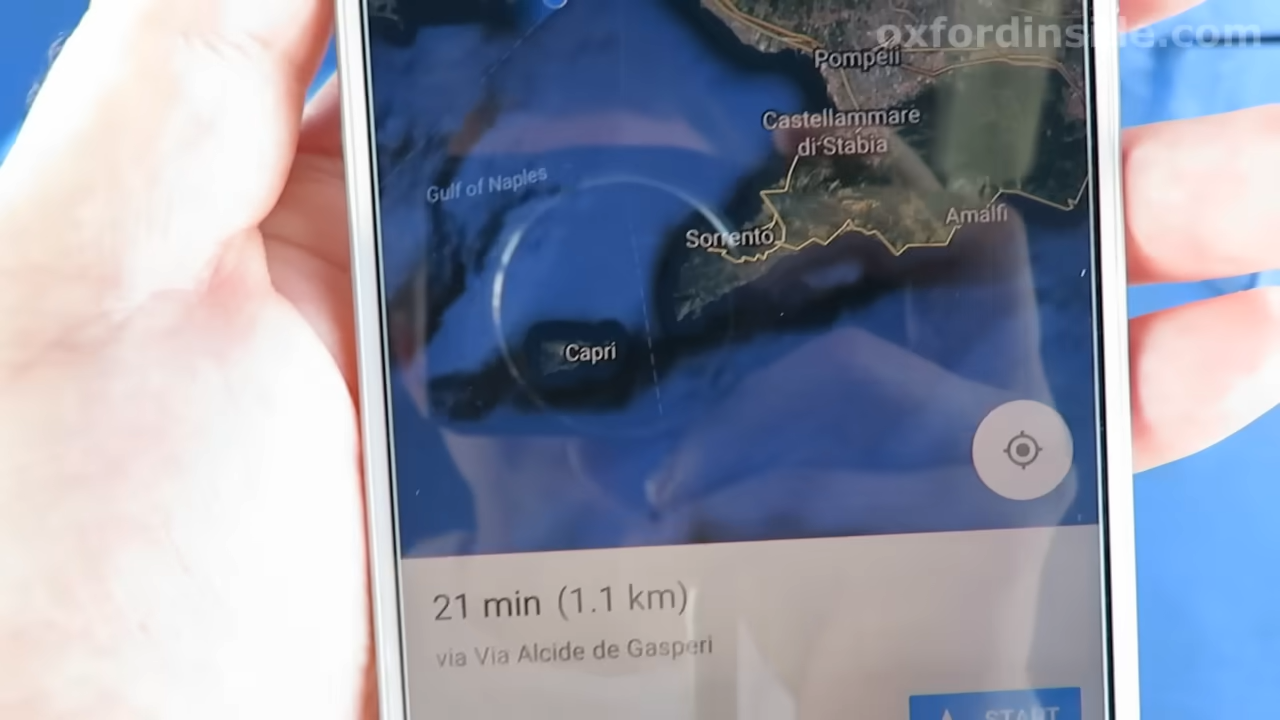 oxfordinside.com
Pompeii
Castellammare
di Stabia
Gulf of Naples
Amalfi
Sorrento
Capri
21 min (1.1 km)
via Via Alcide de Gasperi
START